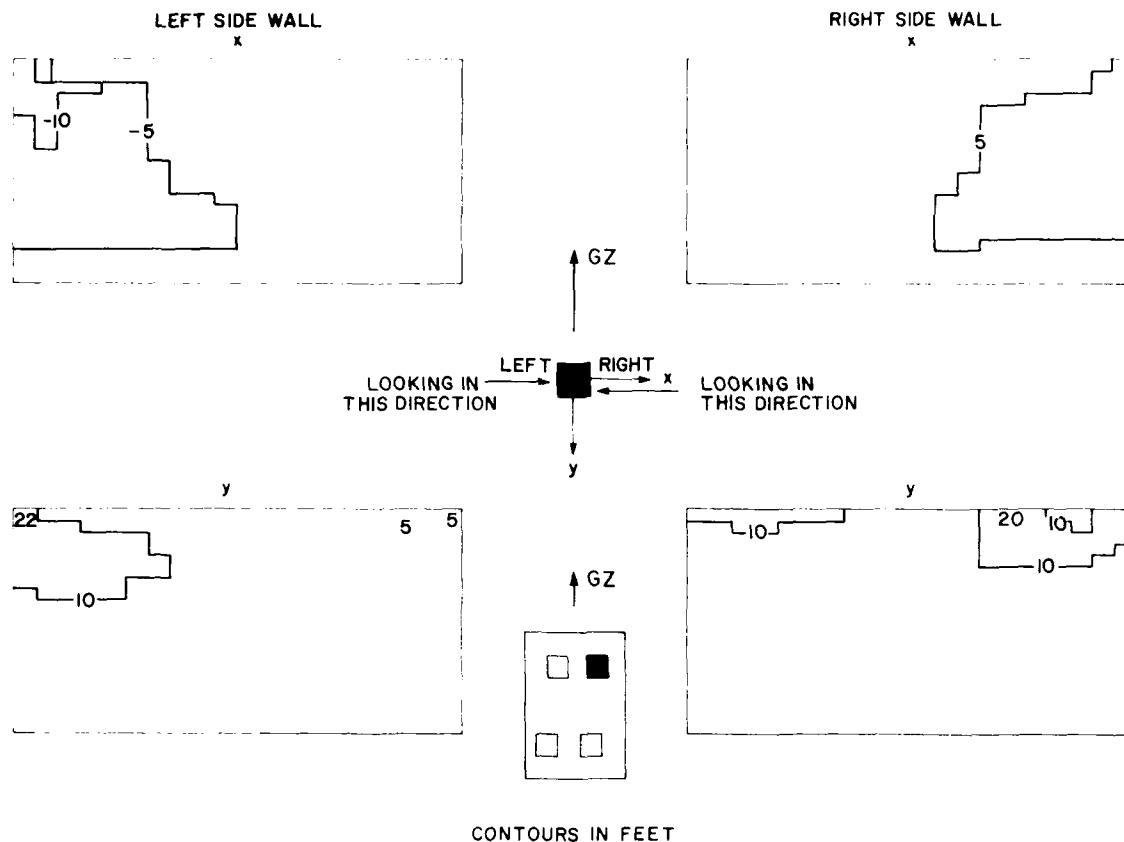 LEFT SIDE WALL
x
RIGHT SIDE WALL
x
-10
-5
5
GZ
LEFT
RIGHT
x
LOOKING IN
THIS DIRECTION
LOOKING IN
THIS DIRECTION
y
y
y
22
5
5
10
10
20
10
10
GZ
CONTOURS IN FEET